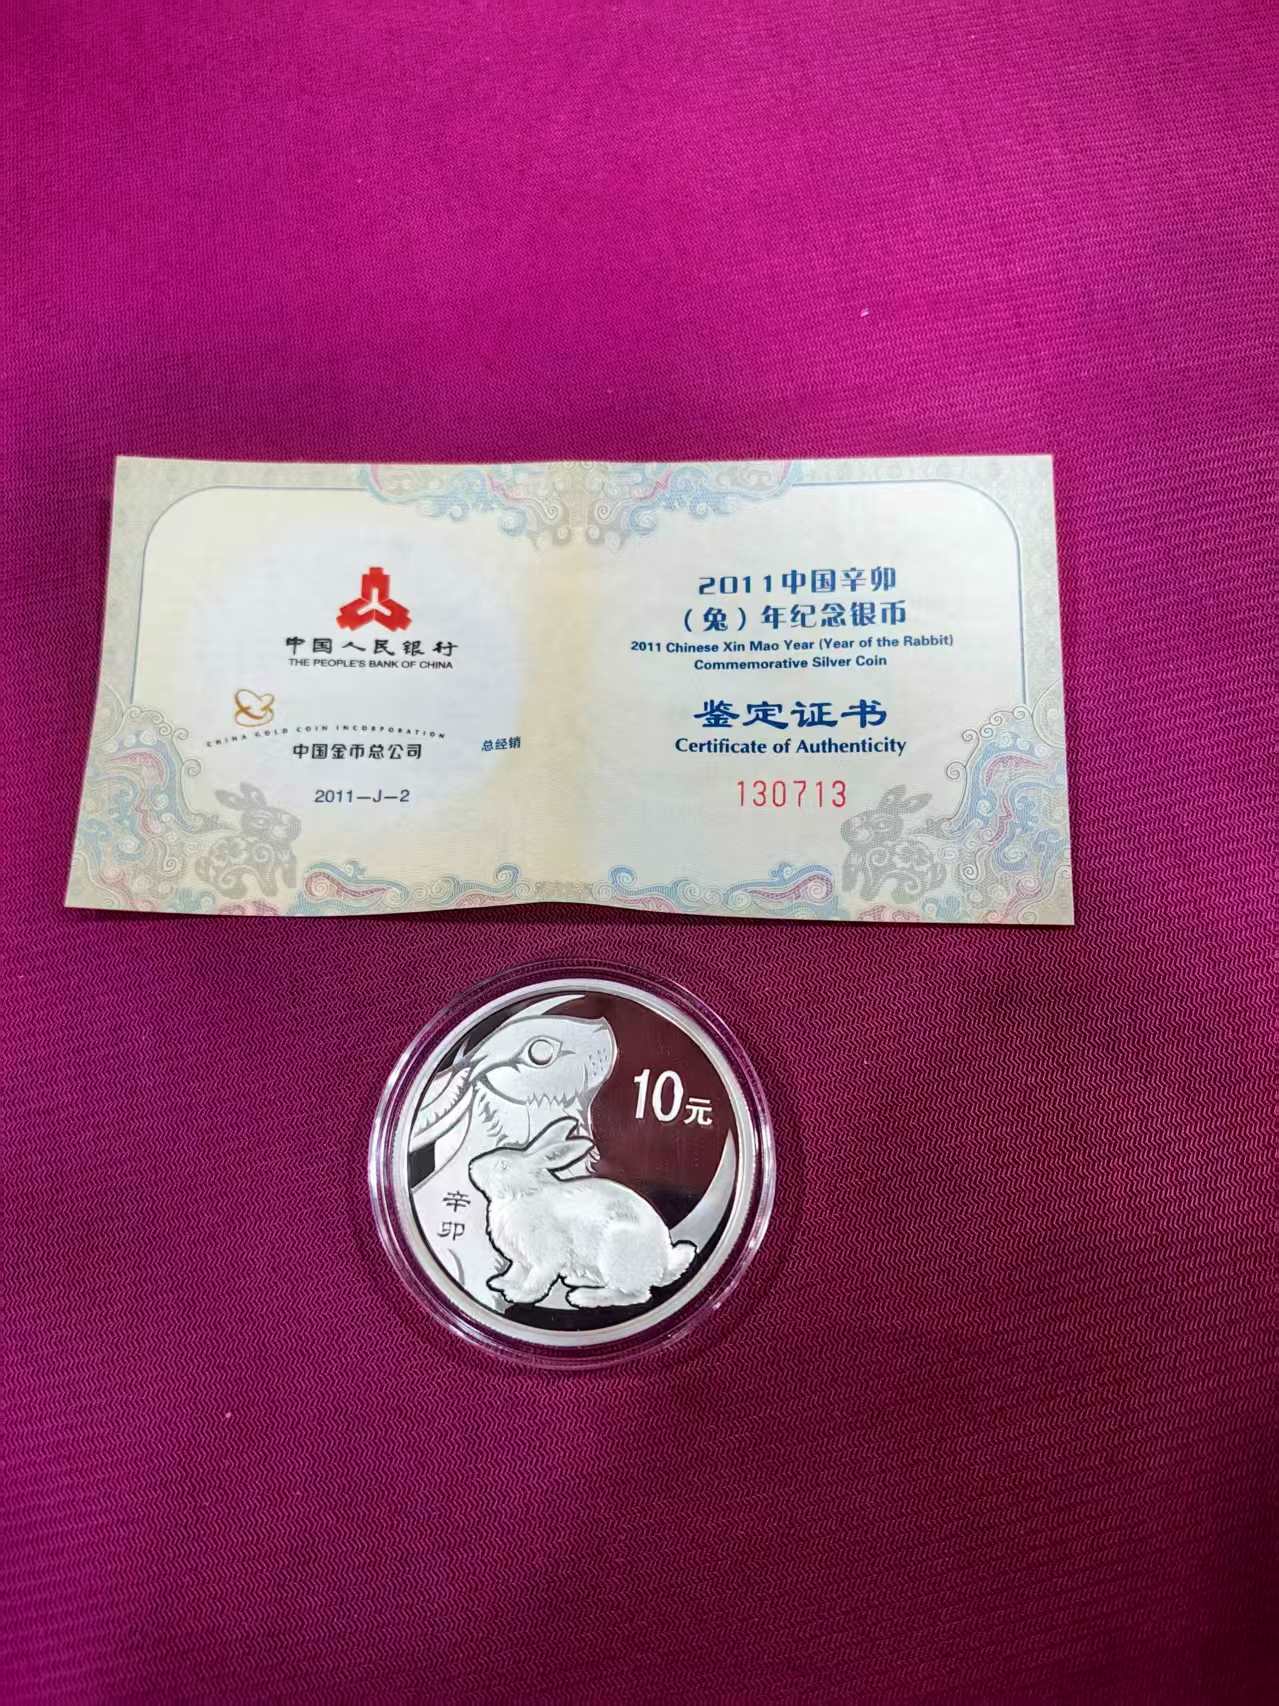 中国人民银行
THE PEOPLE'S BANK OF CHINA
CHINA GOLD COIN INCORPORATION
中国金币总公司 总经销
2011—J—2
2011中国辛卯
（兔）年纪念银币
2011 Chinese Xin Mao Year (Year of the Rabbit)
Commemorative Silver Coin
鉴定证书
Certificate of Authenticity
130713
10元
辛
卯